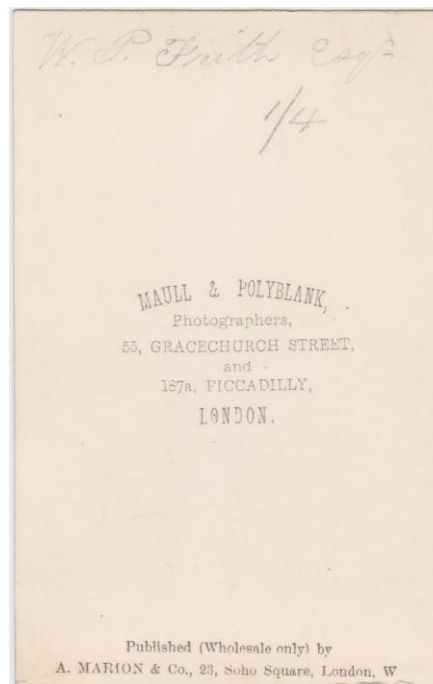 W. P. Frith Esqr
1/4
MAULL & POLYBLANK,
Photographers,
55, GRACECHURCH STREET,
and
187a, PICCADILLY,
LONDON.
Published (Wholesale only) by
A. MARION & Co., 23, Soho Square, London, W